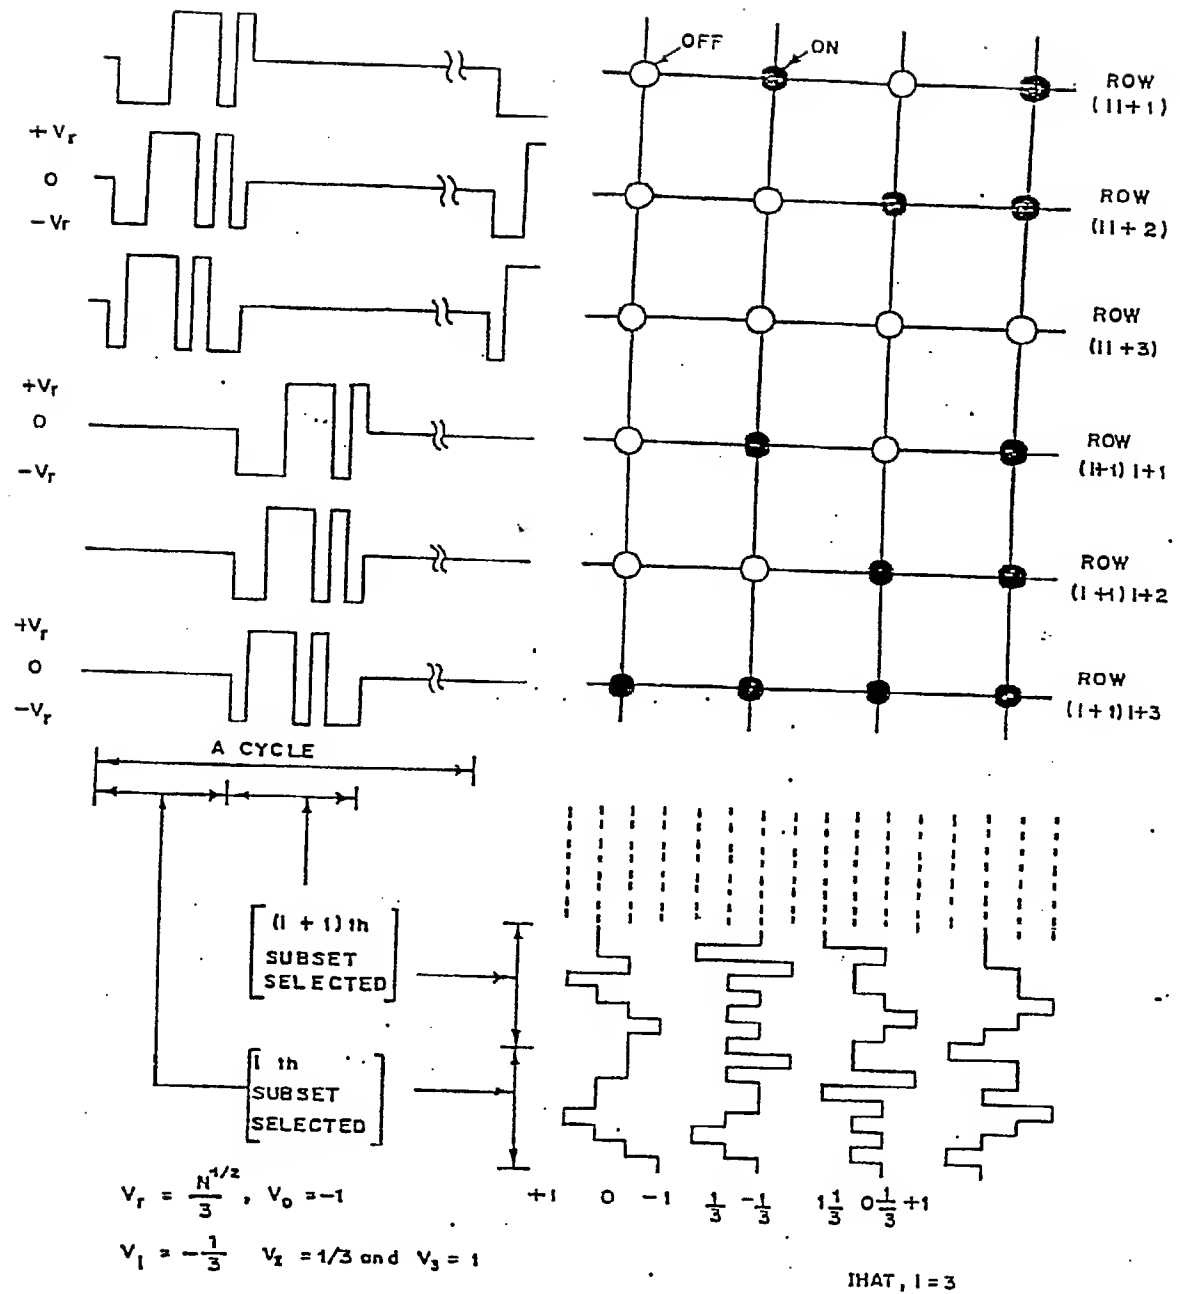 OFF
ON
ROW
(ll+1)
+Vr
0
-Vr
ROW
(ll+2)
ROW
(ll+3)
+Vr
0
-Vr
ROW
(l+1) l+1
ROW
(l+1) l+2
+Vr
0
-Vr
ROW
(l+1) l+3
A CYCLE
(l + 1) th
SUBSET
SELECTED
l th
SUBSET
SELECTED
Vr = N^1/2/3, V0 = -1
+1 0 -1 1/3 -1/3 1 1/3 0 1/3 +1
V1 = -1/3 V2 = 1/3 and V3 = 1
IHAT, l = 3